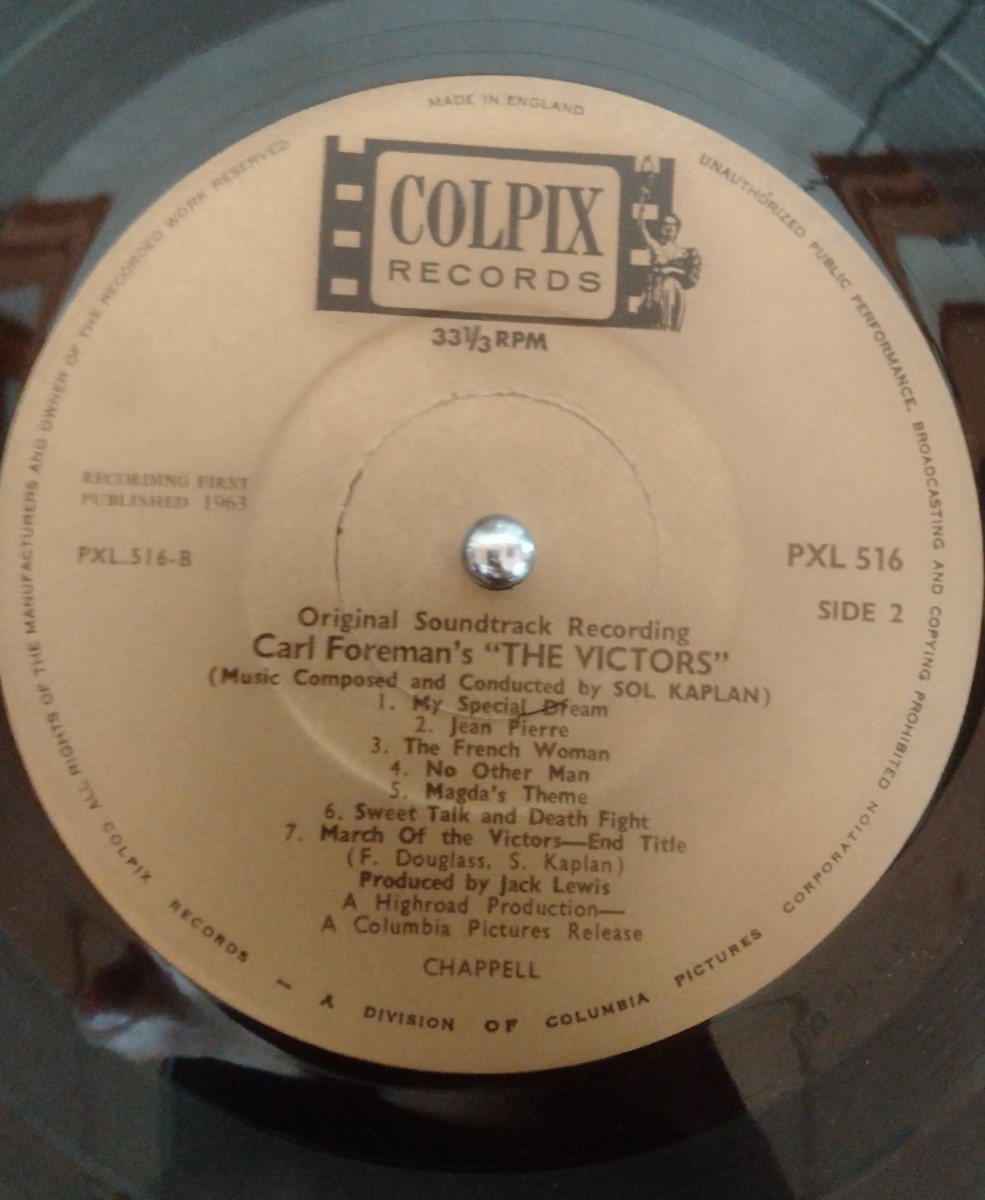 MADE IN ENGLAND
ALL RIGHTS OF THE MANUFACTURERS AND OWNER OF THE RECORDED WORK RESERVED
UNAUTHORIZED PUBLIC PERFORMANCE, BROADCASTING AND COPYING PROHIBITED
COLPIX
RECORDS
33⅓ RPM
RECORDING FIRST
PUBLISHED 1963
PXL.516-B
PXL 516
SIDE 2
Original Soundtrack Recording
Carl Foreman's “THE VICTORS”
(Music Composed and Conducted by SOL KAPLAN)
1. My Special Dream
2. Jean Pierre
3. The French Woman
4. No Other Man
5. Magda's Theme
6. Sweet Talk and Death Fight
7. March Of the Victors—End Title
(F. Douglass, S. Kaplan)
Produced by Jack Lewis
A Highroad Production—
A Columbia Pictures Release
CHAPPELL
COLPIX RECORDS – A DIVISION OF COLUMBIA PICTURES CORPORATION